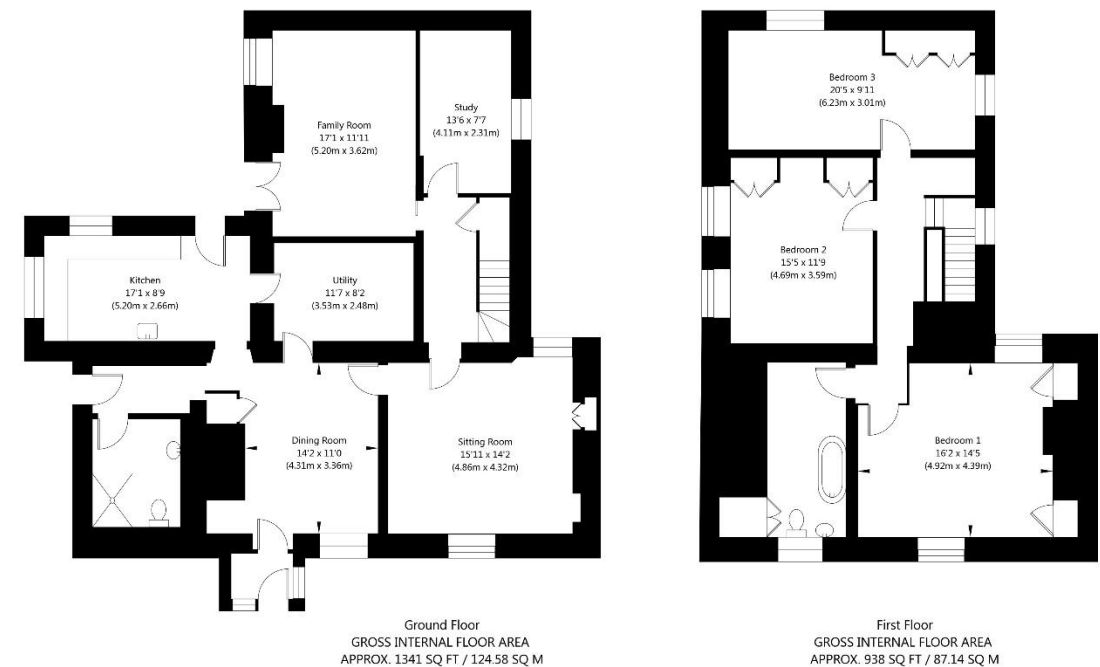 Family Room
17'1 x 11'11
(5.20m x 3.62m)
Study
13'6 x 7'7
(4.11m x 2.31m)
Kitchen
17'1 x 8'9
(5.20m x 2.66m)
Utility
11'7 x 8'2
(3.53m x 2.48m)
Dining Room
14'2 x 11'0
(4.31m x 3.36m)
Sitting Room
15'11 x 14'2
(4.86m x 4.32m)
Ground Floor
GROSS INTERNAL FLOOR AREA
APPROX. 1341 SQ FT / 124.58 SQ M
Bedroom 3
20'5 x 9'11
(6.23m x 3.01m)
Bedroom 2
15'5 x 11'9
(4.69m x 3.59m)
Bedroom 1
16'2 x 14'5
(4.92m x 4.39m)
First Floor
GROSS INTERNAL FLOOR AREA
APPROX. 938 SQ FT / 87.14 SQ M